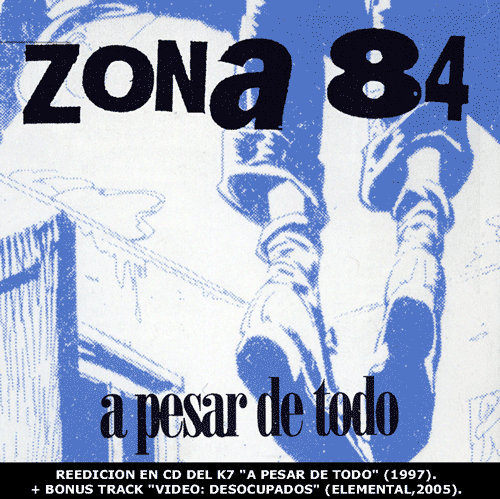 ZONa 84
a pesar de todo
REEDICION EN CD DEL K7 "A PESAR DE TODO" (1997).
+ BONUS TRACK "VIDEO: DESOCUPADOS" (ELEMENTAL,2005).